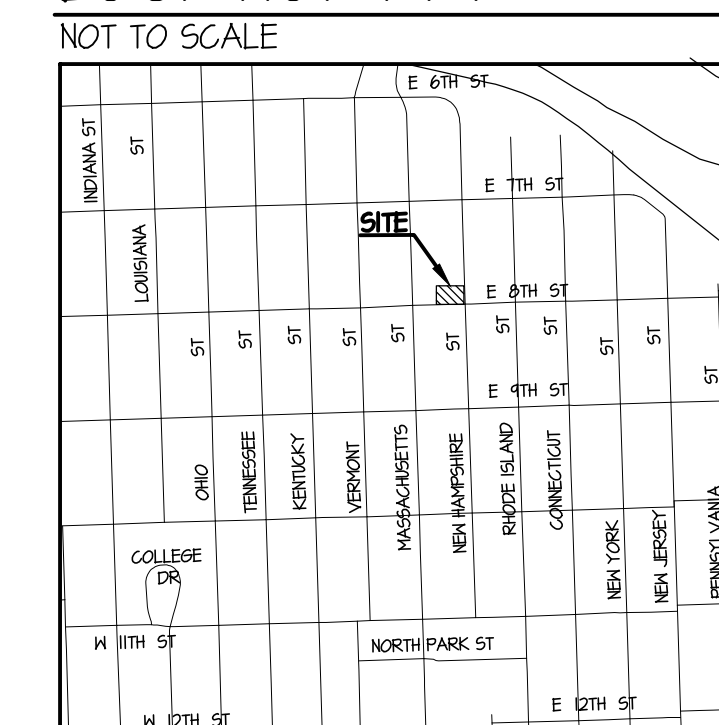 NOT TO SCALE
E 6TH ST
INDIANA ST
LOUISIANA ST
E 7TH ST
SITE
E 8TH ST
E 9TH ST
OHIO ST
TENNESSEE ST
KENTUCKY ST
VERMONT ST
MASSACHUSETTS ST
NEW HAMPSHIRE ST
RHODE ISLAND ST
CONNECTICUT ST
NEW YORK ST
NEW JERSEY ST
PENNSYLVANIA ST
COLLEGE
DR
W 11TH ST
NORTH PARK ST
E 12TH ST
W 12TH ST